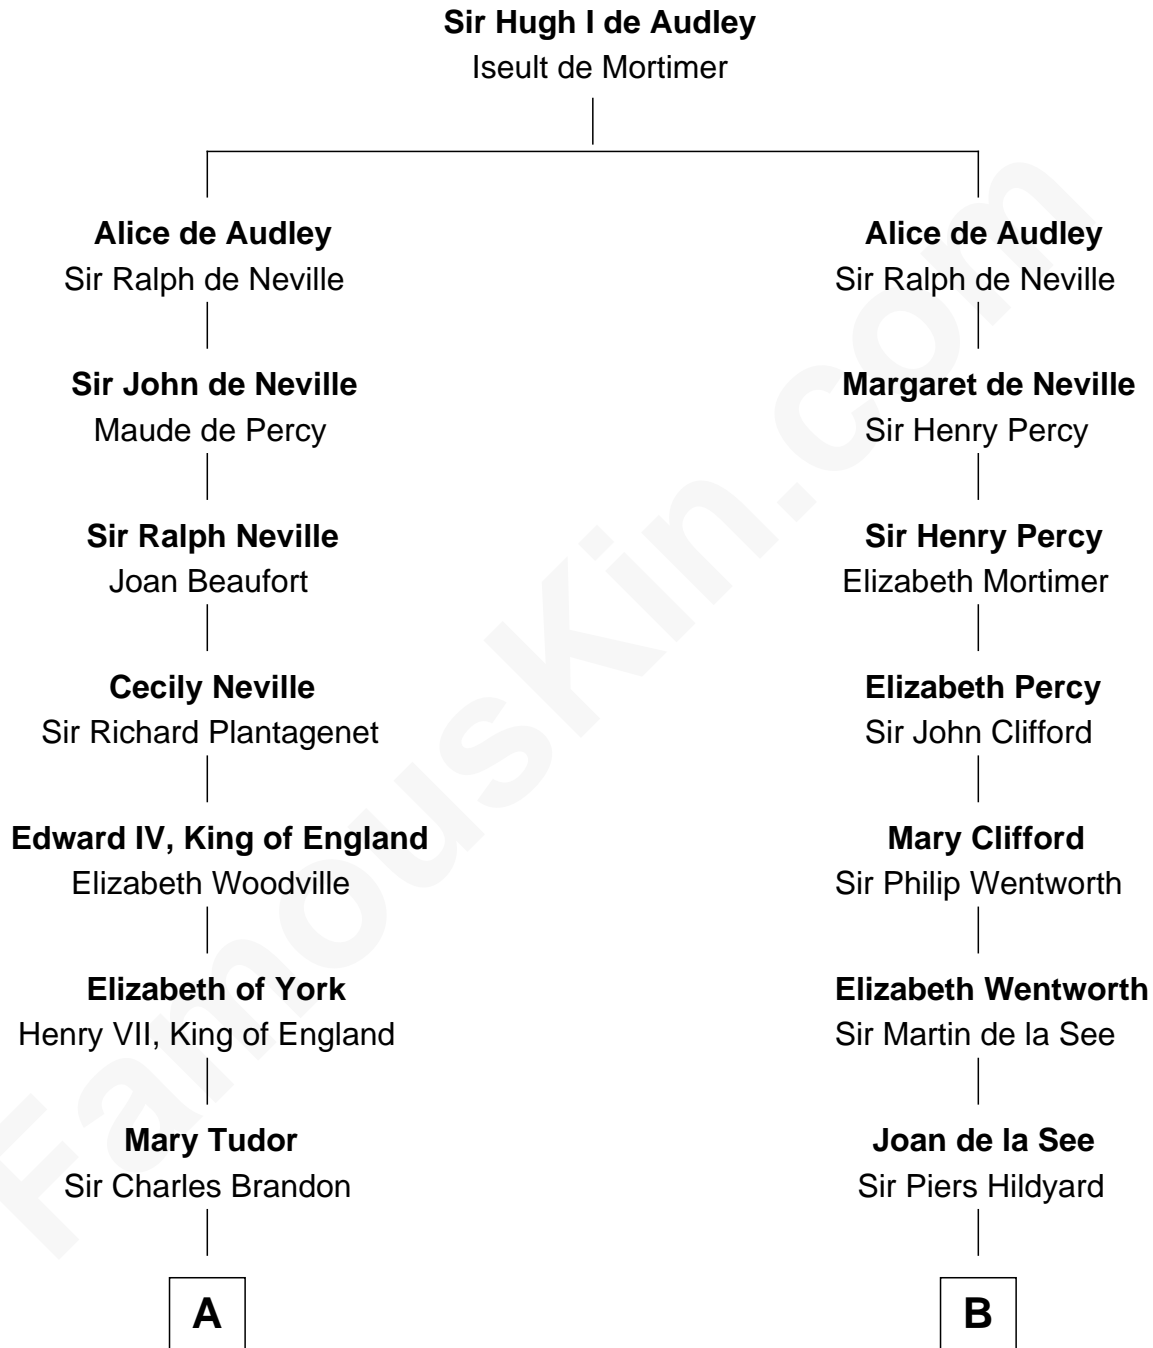 Sir Hugh I de Audley
Iseult de Mortimer
Alice de Audley
Sir Ralph de Neville
Alice de Audley
Sir Ralph de Neville
Sir John de Neville
Maude de Percy
Margaret de Neville
Sir Henry Percy
Sir Ralph Neville
Joan Beaufort
Sir Henry Percy
Elizabeth Mortimer
Cecily Neville
Sir Richard Plantagenet
Elizabeth Percy
Sir John Clifford
Edward IV, King of England
Elizabeth Woodville
Mary Clifford
Sir Philip Wentworth
Elizabeth of York
Henry VII, King of England
Elizabeth Wentworth
Sir Martin de la See
Mary Tudor
Sir Charles Brandon
Joan de la See
Sir Piers Hildyard
A
B
FamousKin.com